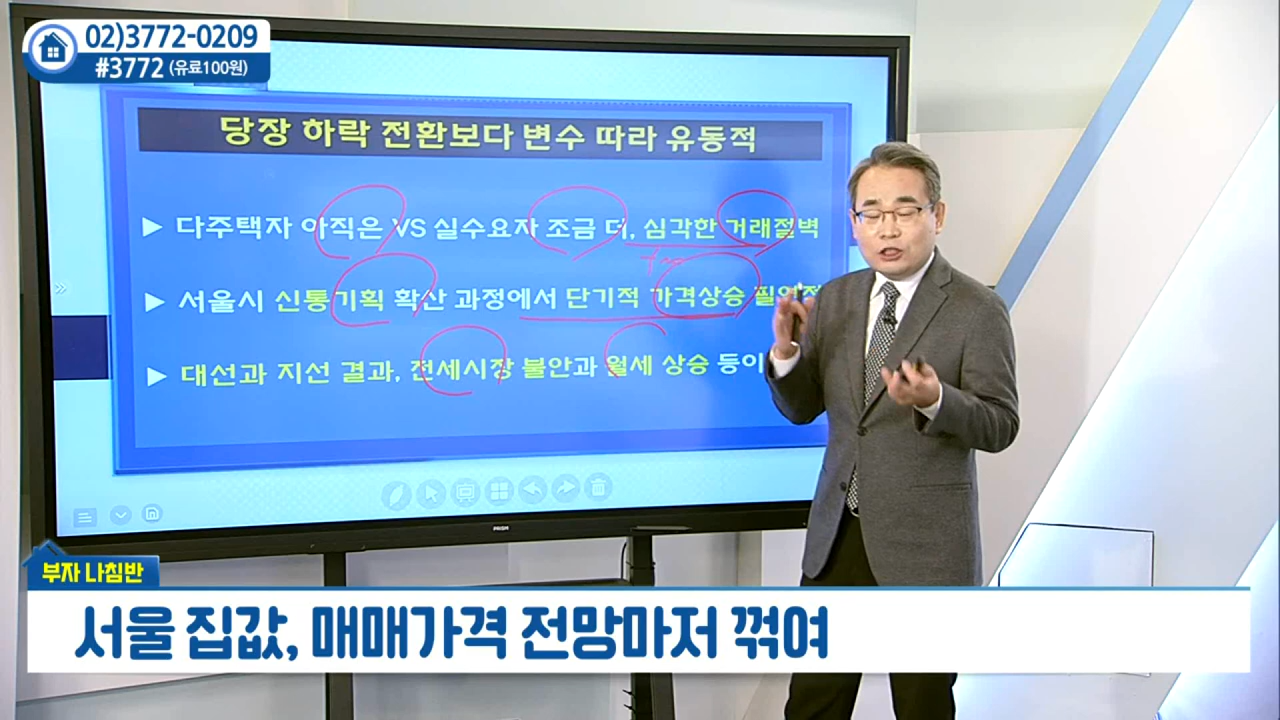 02)3772-0209
#3772 (유료100원)
당장 하락 전환보다 변수 따라 유동적
▶ 다주택자 아직은 VS 실수요자 조금 더, 심각한 거래절벽
▶ 서울시 신통기획 확산 과정에서 단기적 가격상승
▶ 대선과 지선 결과, 전세시장 불안과 월세 상승 등이
PRISM
부자 나침반
서울 집값, 매매가격 전망마저 꺾여